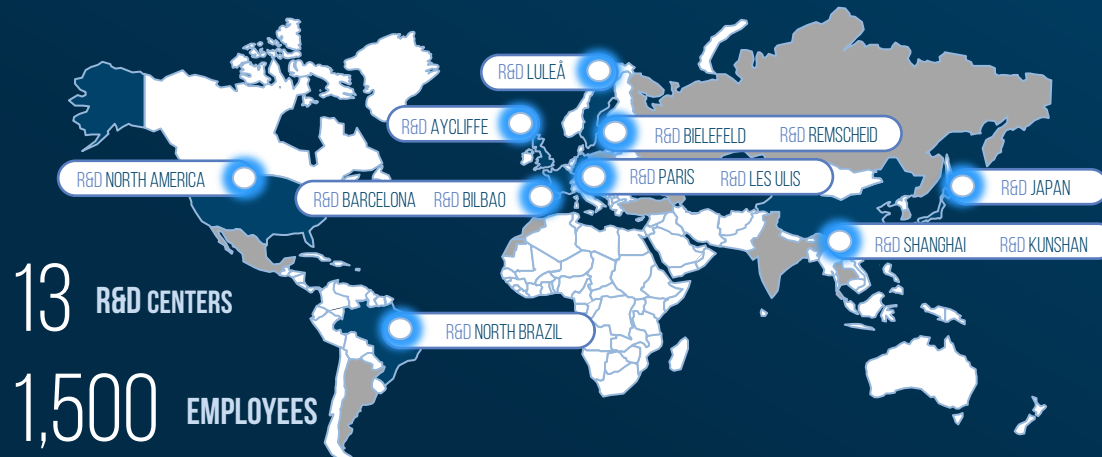 R&D LULEÅ
R&D AYCLIFFE
R&D BIELEFELD R&D REMSCHEID
R&D NORTH AMERICA
R&D PARIS R&D LES ULIS
R&D JAPAN
R&D BARCELONA R&D BILBAO
R&D SHANGHAI R&D KUNSHAN
13 R&D CENTERS
R&D NORTH BRAZIL
1,500 EMPLOYEES